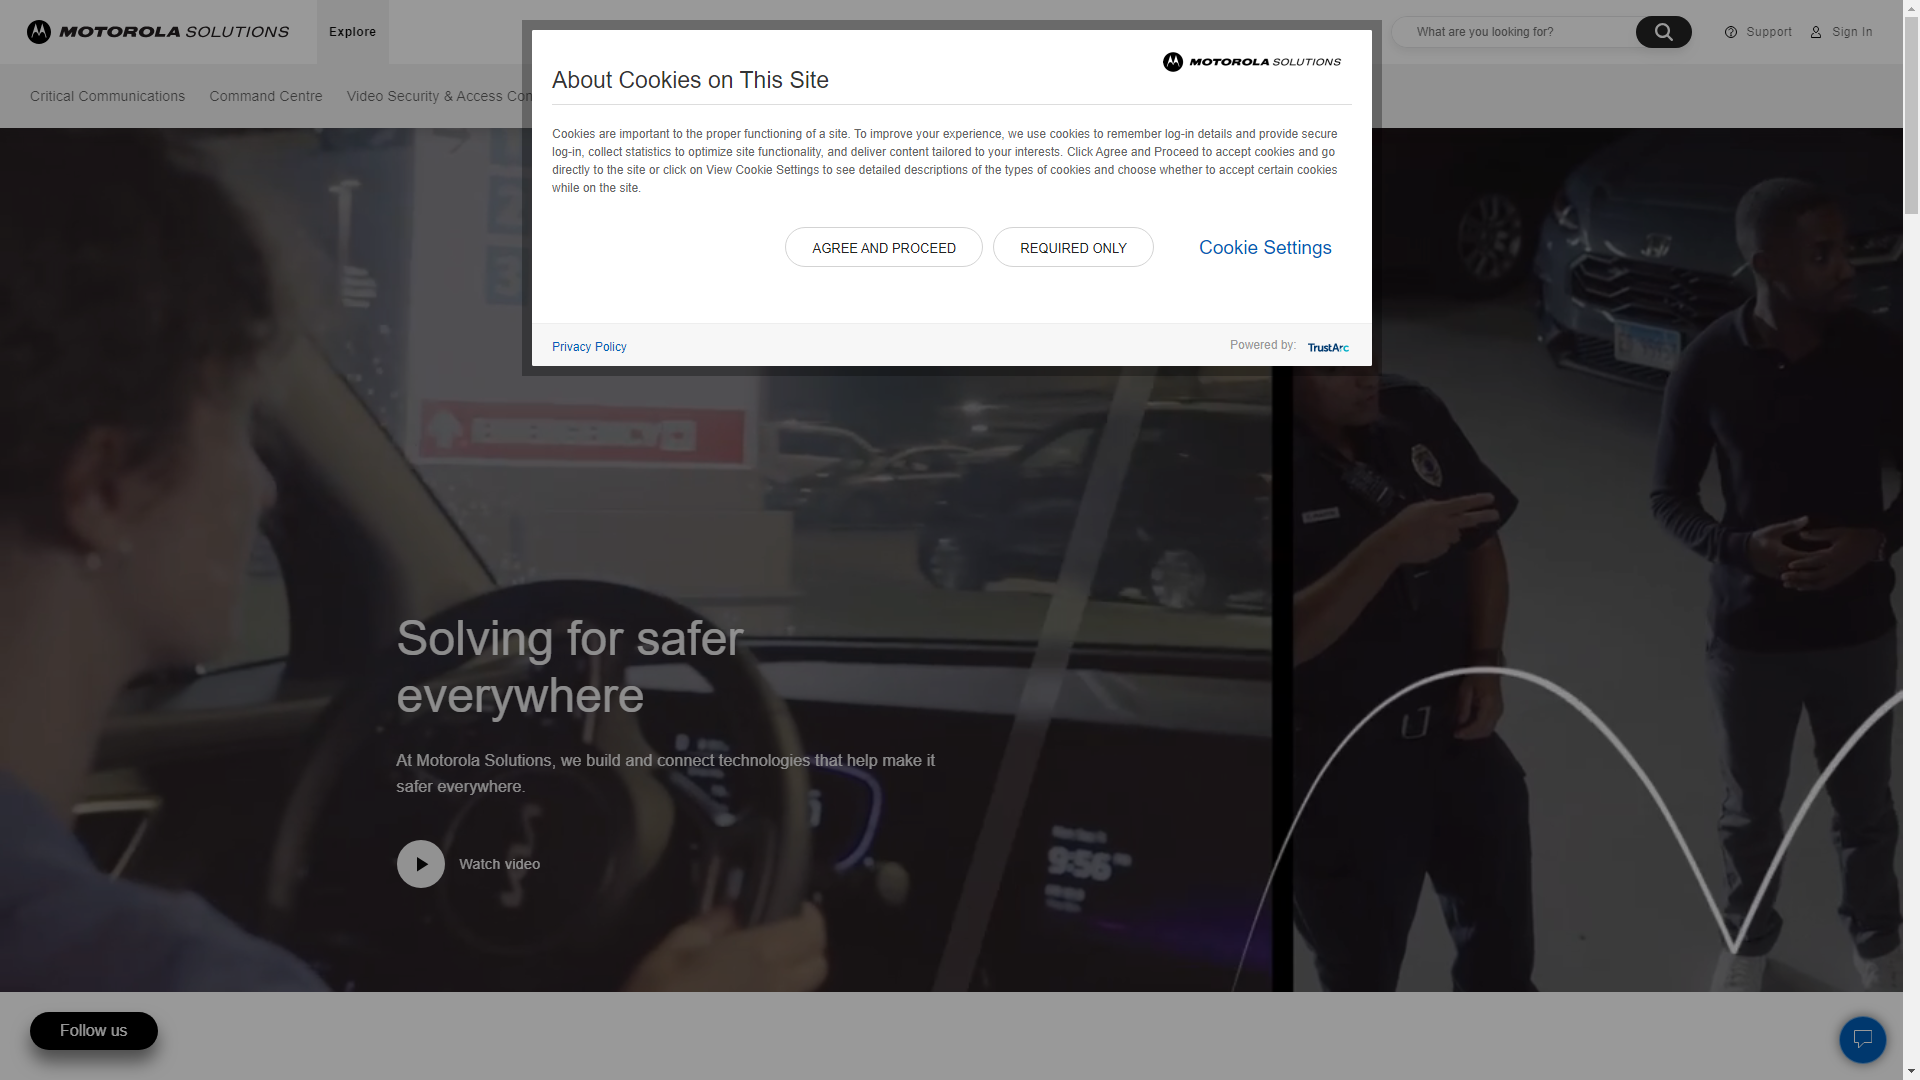 MOTOROLA SOLUTIONS
Explore
What are you looking for?
Support
Sign In
Critical Communications
Command Centre
Video Security & Access Con
MOTOROLA SOLUTIONS
About Cookies on This Site
Cookies are important to the proper functioning of a site. To improve your experience, we use cookies to remember log-in details and provide secure
log-in, collect statistics to optimize site functionality, and deliver content tailored to your interests. Click Agree and Proceed to accept cookies and go
directly to the site or click on View Cookie Settings to see detailed descriptions of the types of cookies and choose whether to accept certain cookies
while on the site.
AGREE AND PROCEED
REQUIRED ONLY
Cookie Settings
Privacy Policy
Powered by:
TrustArc
Solving for safer
everywhere
At Motorola Solutions, we build and connect technologies that help make it
safer everywhere.
Watch video
9:56
Follow us